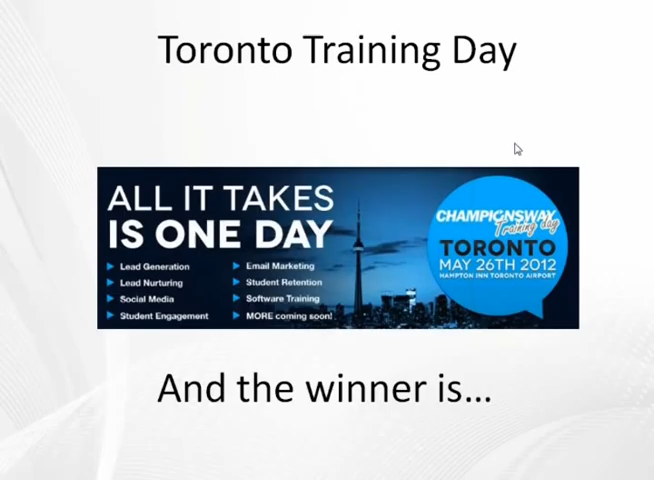 Toronto Training Day
ALL IT TAKES
IS ONE DAY
Lead Generation
Lead Nurturing
Social Media
Student Engagement
Email Marketing
Student Retention
Software Training
MORE coming soon!
CHAMPIONSWAY
Training day
TORONTO
MAY 26TH 2012
HAMPTON INN TORONTO AIRPORT
And the winner is...